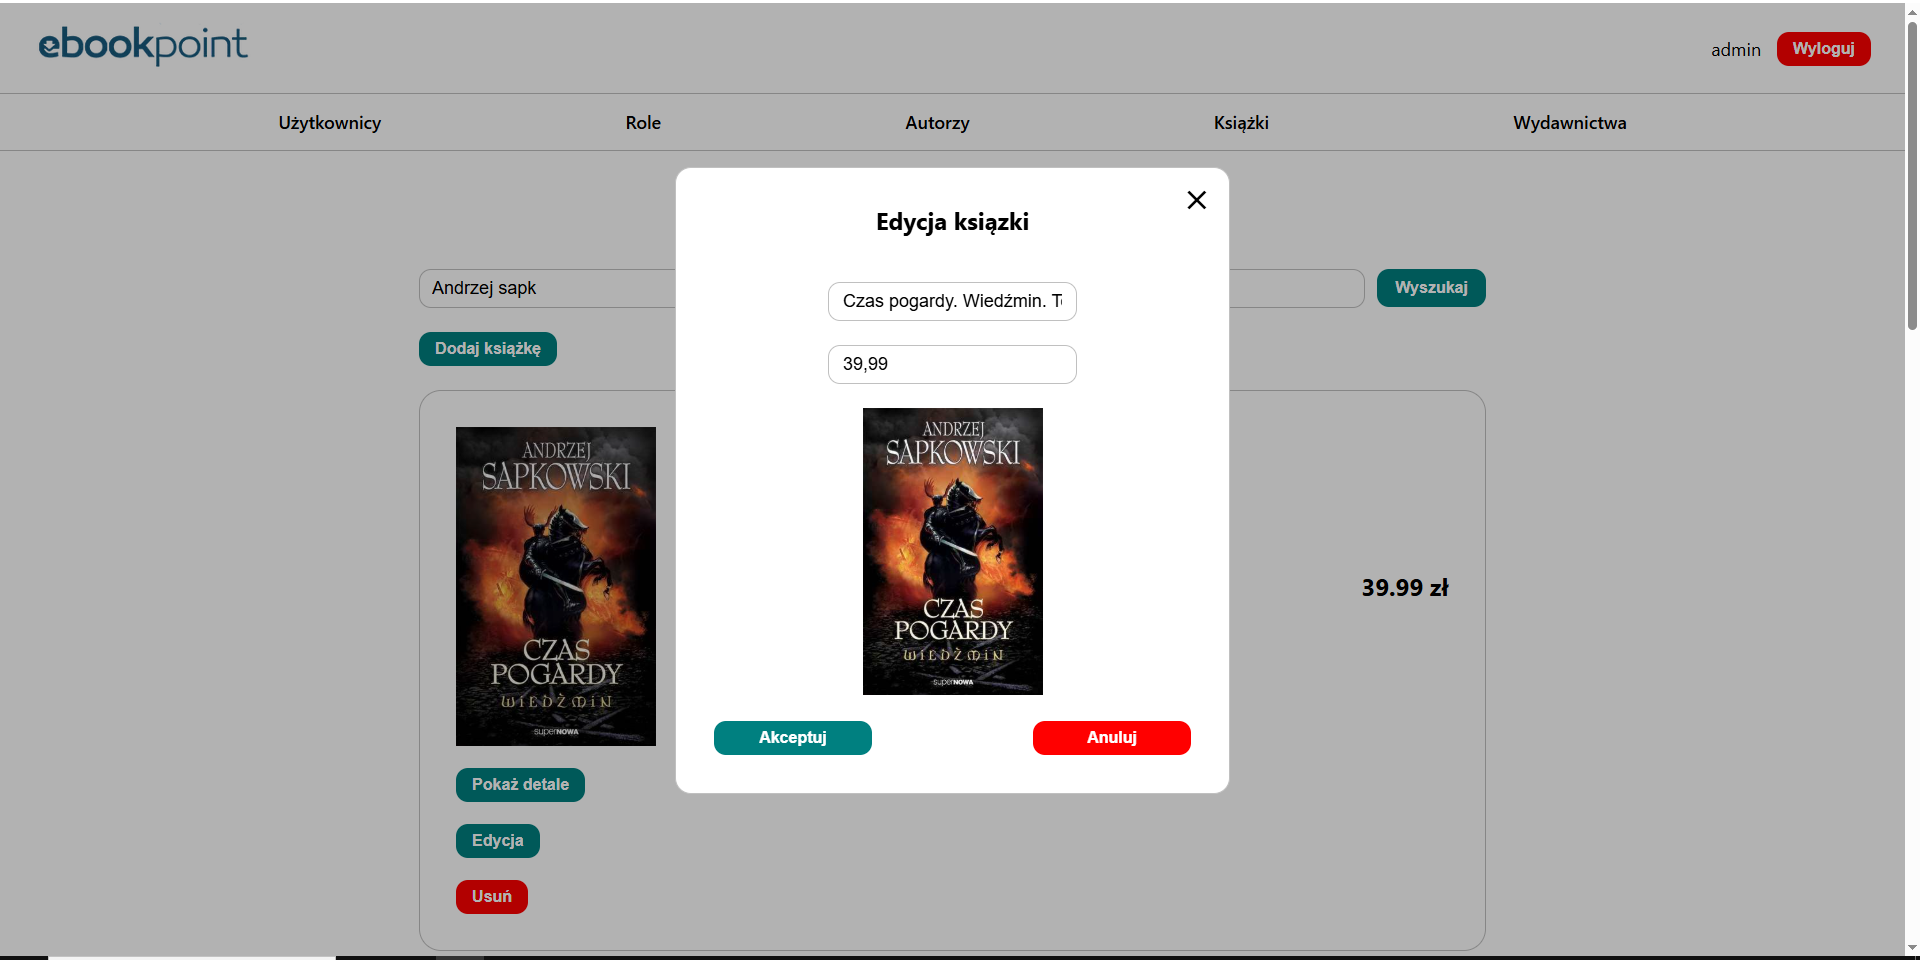 ebookpoint
admin
Wyloguj
Użytkownicy
Role
Autorzy
Książki
Wydawnictwa
Edycja ksiązki
Andrzej sapk
Wyszukaj
Czas pogardy. Wiedźmin. To
Dodaj książkę
39,99
ANDRZEJ
SAPKOWSKI
CZAS
POGARDY
WIEDŹMIN
superNOWA
39.99 zł
ANDRZEJ
SAPKOWSKI
CZAS
POGARDY
WIEDŹMIN
superNOWA
Akceptuj
Anuluj
Pokaż detale
Edycja
Usuń